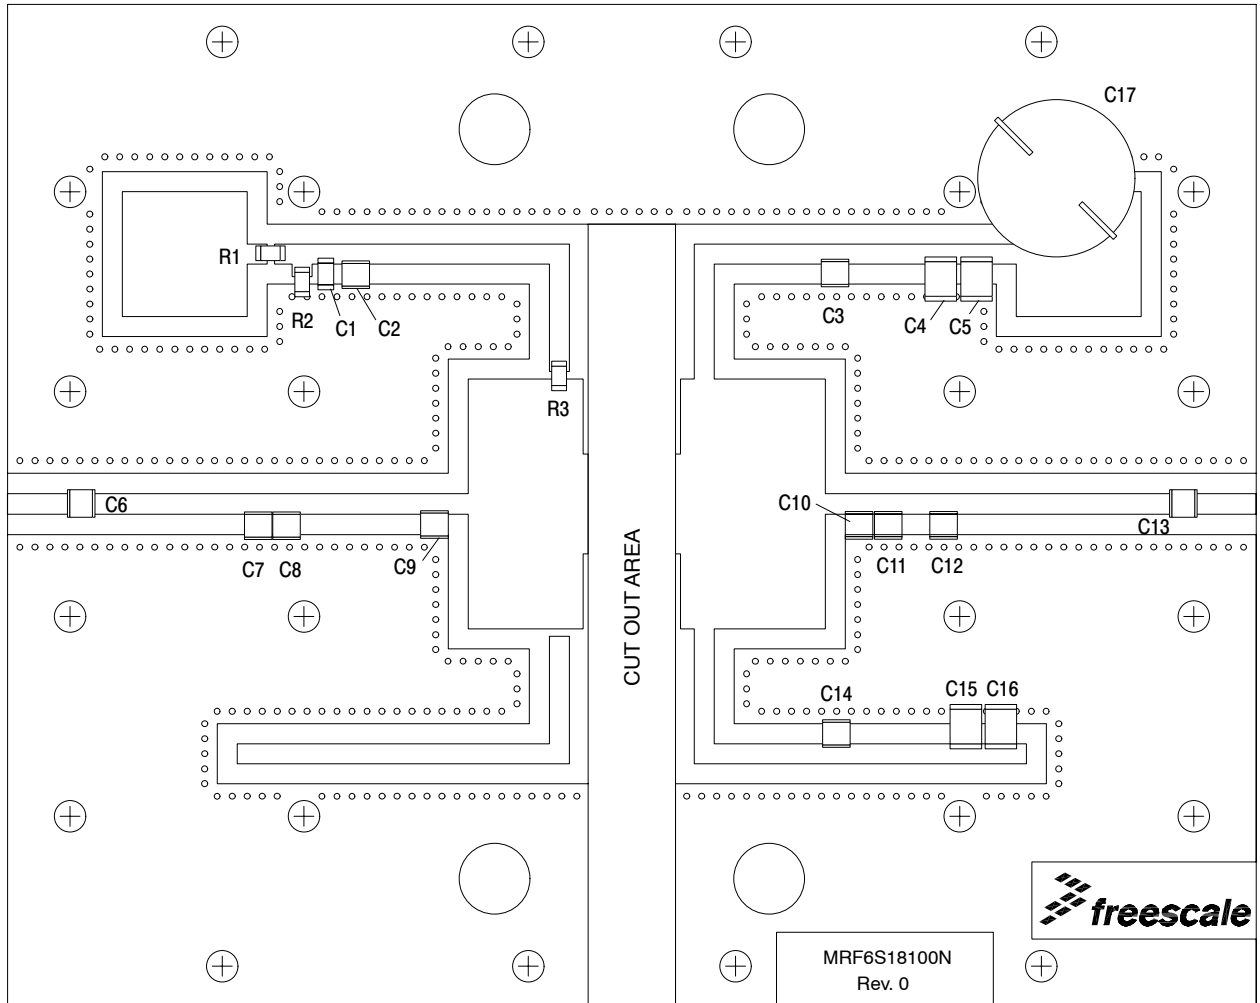 C17
R1
R2
C1
C2
C3
C4
C5
R3
C6
C10
C13
C7
C8
C9
C11
C12
CUT OUT AREA
C14
C15
C16
freescale
MRF6S18100N
Rev. 0